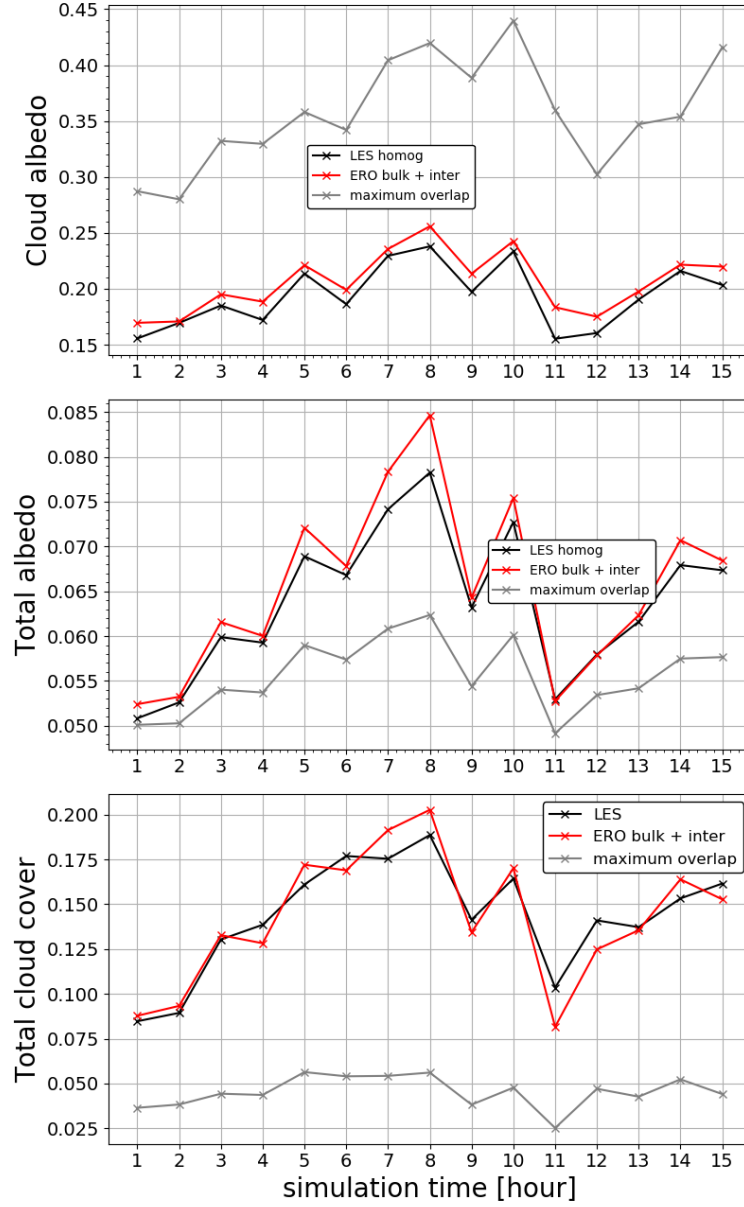 Cloud albedo
0.45
0.40
0.35
0.30
0.25
0.20
0.15
LES homog
ERO bulk + inter
maximum overlap
1 2 3 4 5 6 7 8 9 10 11 12 13 14 15
Total albedo
0.085
0.080
0.075
0.070
0.065
0.060
0.055
0.050
LES homog
ERO bulk + inter
maximum overlap
1 2 3 4 5 6 7 8 9 10 11 12 13 14 15
Total cloud cover
0.200
0.175
0.150
0.125
0.100
0.075
0.050
0.025
LES
ERO bulk + inter
maximum overlap
1 2 3 4 5 6 7 8 9 10 11 12 13 14 15
simulation time [hour]